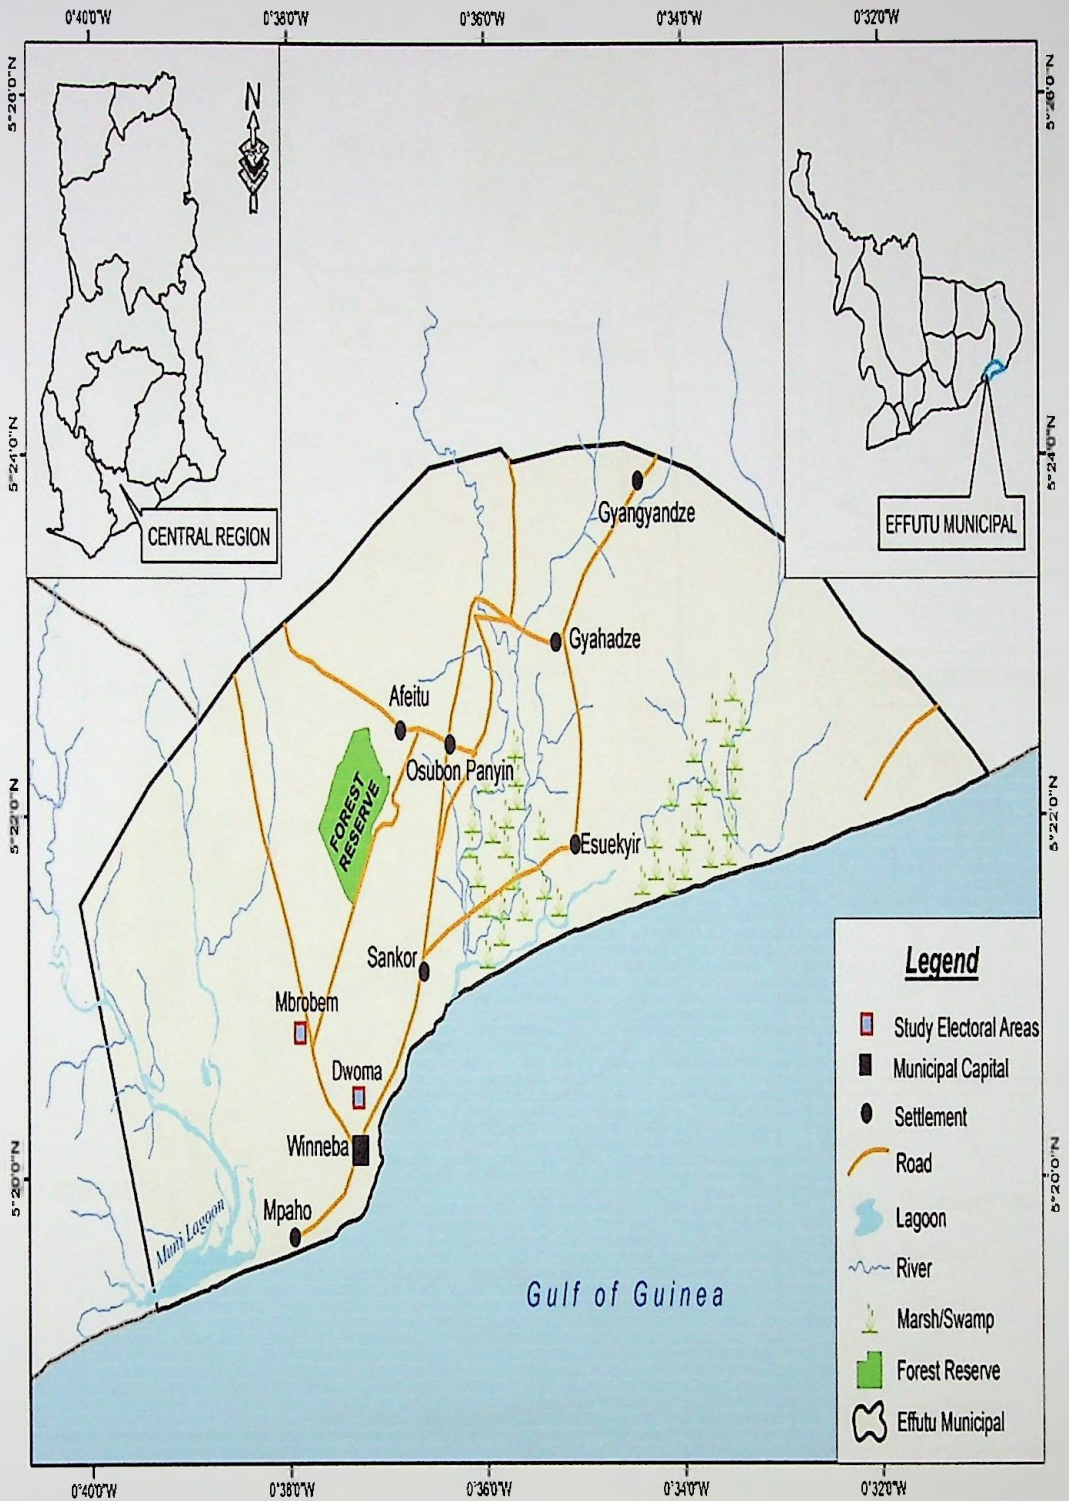 0°40'0"W 0°38'0"W 0°36'0"W 0°34'0"W 0°32'0"W
5°26'0"N
5°26'0"N
N
CENTRAL REGION
EFFUTU MUNICIPAL
5°24'0"N
5°24'0"N
Gyangyandze
Gyahadze
Afeitu
Osubon Panyin
FOREST
RESERVE
5°22'0"N
5°22'0"N
Esuekyir
Sankor
Mbrobem
Dwoma
Winneba
Mpaho
Muni Lagoon
5°20'0"N
5°20'0"N
Gulf of Guinea
Legend
Study Electoral Areas
Municipal Capital
Settlement
Road
Lagoon
River
Marsh/Swamp
Forest Reserve
Effutu Municipal
0°40'0"W 0°38'0"W 0°36'0"W 0°34'0"W 0°32'0"W